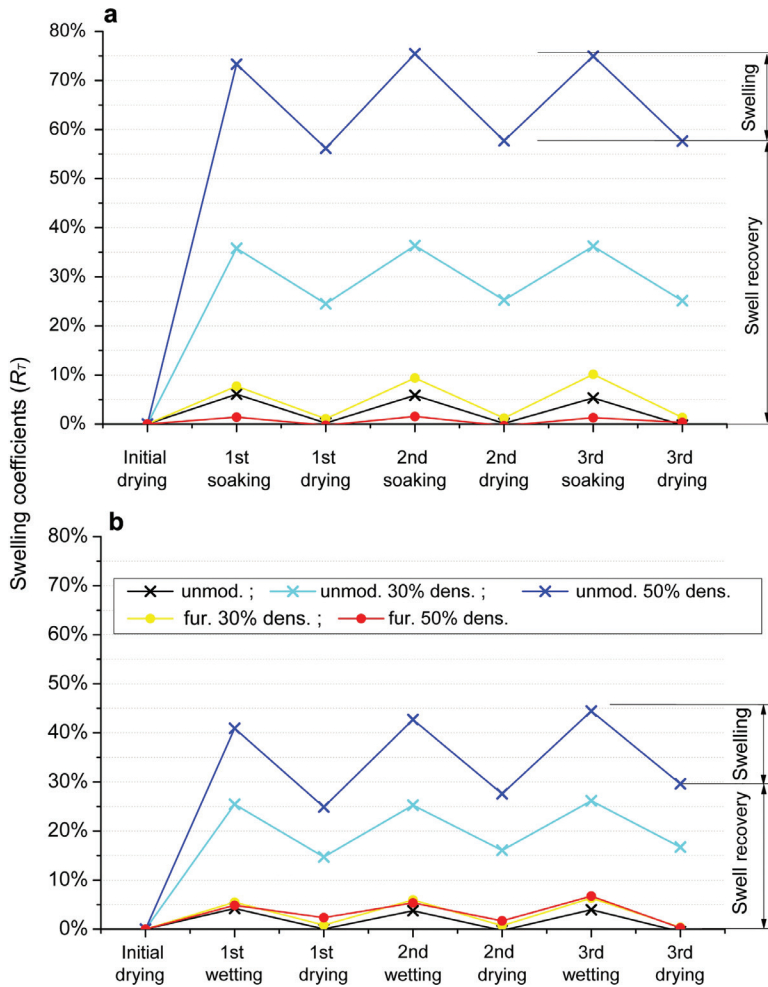 a
80%
70%
60%
50%
40%
30%
20%
10%
0%
Swelling
Swell recovery
Initial drying
1st soaking
1st drying
2nd soaking
2nd drying
3rd soaking
3rd drying
Swelling coefficients (R_T)
b
80%
70%
60%
50%
40%
30%
20%
10%
0%
unmod. ; unmod. 30% dens. ; unmod. 50% dens.
fur. 30% dens. ; fur. 50% dens.
Swelling
Swell recovery
Initial drying
1st wetting
1st drying
2nd wetting
2nd drying
3rd wetting
3rd drying